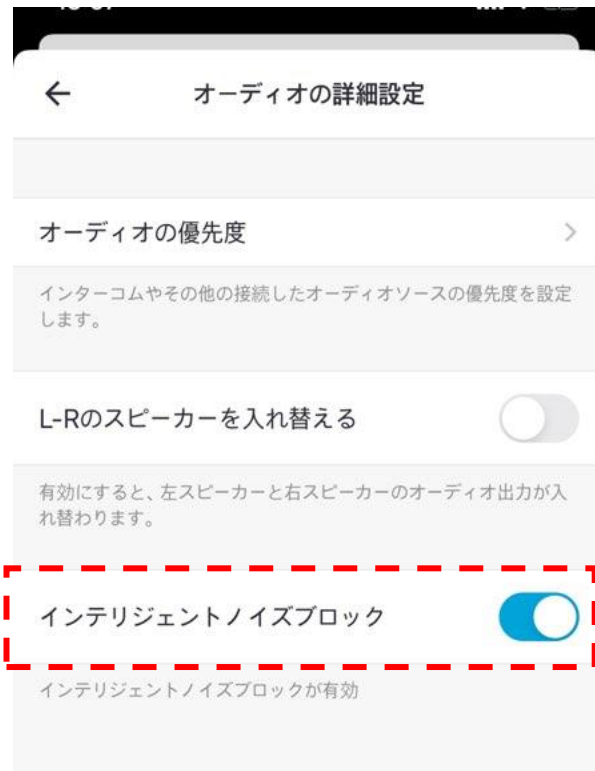 オーディオの詳細設定
オーディオの優先度
インターコムやその他の接続したオーディオソースの優先度を設定
します。
L-Rのスピーカーを入れ替える
有効にすると、左スピーカーと右スピーカーのオーディオ出力が入
れ替わります。
インテリジェントノイズブロック
インテリジェントノイズブロックが有効